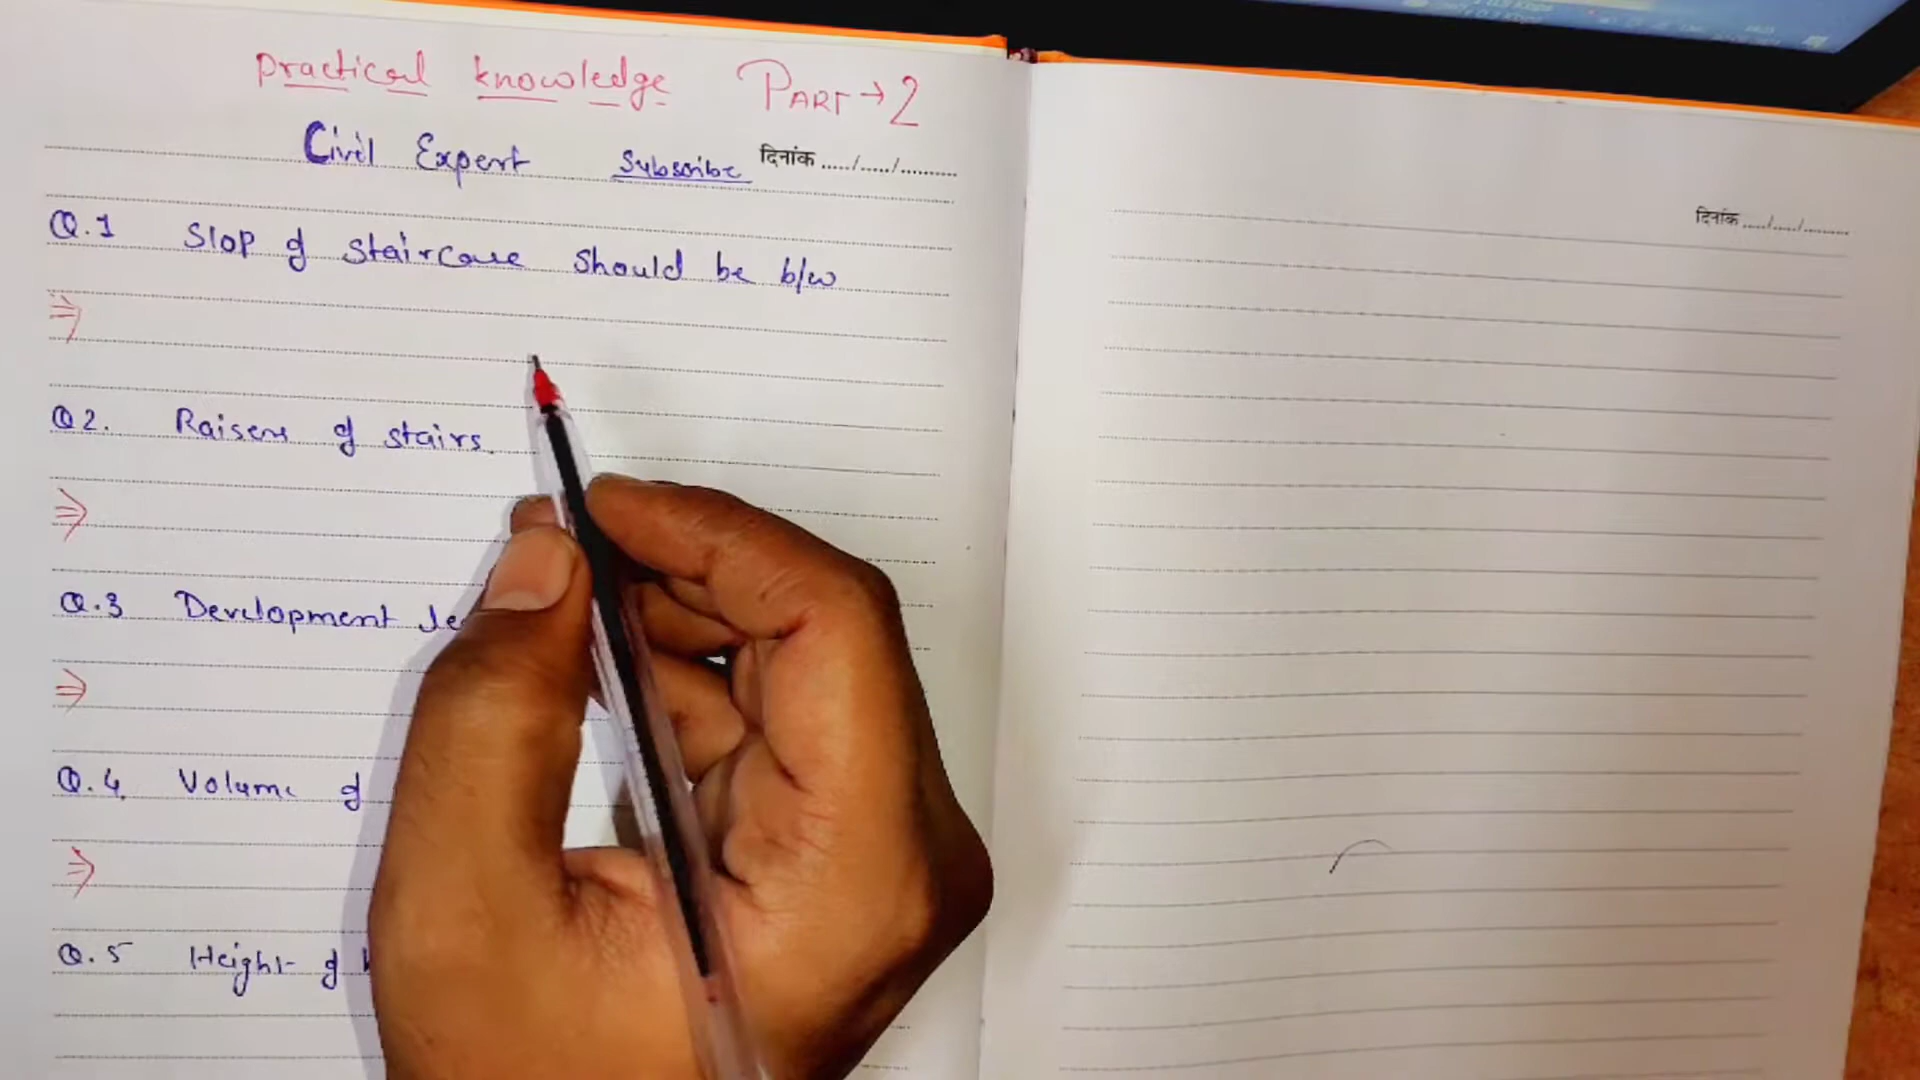 Practical knowledge PART → 2
Civil Expert Subscribe दिनांक ...../...../..........
Q.1 Slop of Staircase should be b/w
⇒
Q2. Raisers of stairs.
⇒
Q.3 Development
⇒
Q.4 Volume of
⇒
Q.5 Height of
दिनांक ...../...../..........